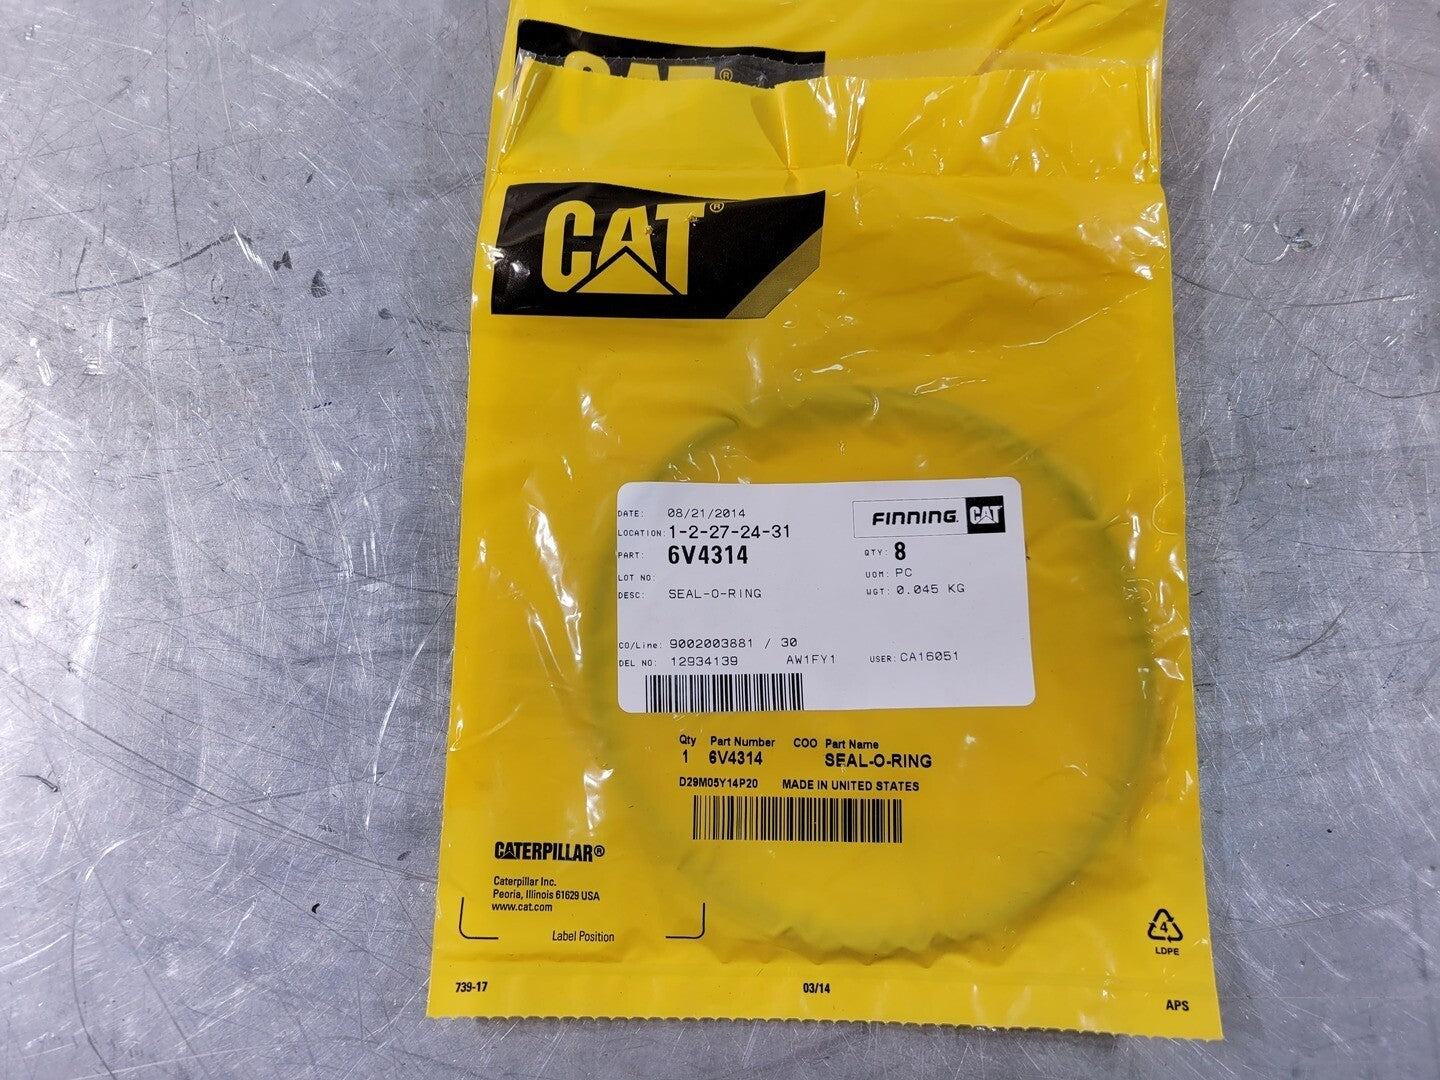 CAT®
CAT®
DATE: 08/21/2014
FINNING. CAT
LOCATION: 1-2-27-24-31
PART: 6V4314
QTY: 8
LOT NO:
UOM: PC
DESC: SEAL-O-RING
WGT: 0.045 KG
CO/Line: 9002003881 / 30
DEL NO: 12934139 AW1FY1 USER: CA16051
Qty Part Number COO Part Name
1 6V4314 SEAL-O-RING
D29M05Y14P20 MADE IN UNITED STATES
CATERPILLAR®
Caterpillar Inc.
Peoria, Illinois 61629 USA
www.cat.com
Label Position
4
LDPE
739-17 03/14
APS